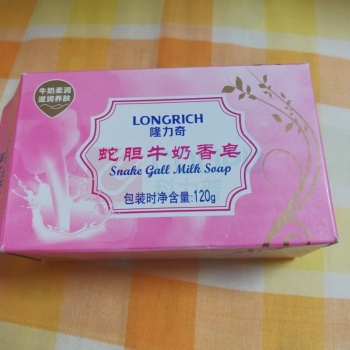 牛奶柔润
滋润养肤
LONGRICH
隆力奇
蛇胆牛奶香皂
Snake Gall Milk Soap
包装时净含量:120g